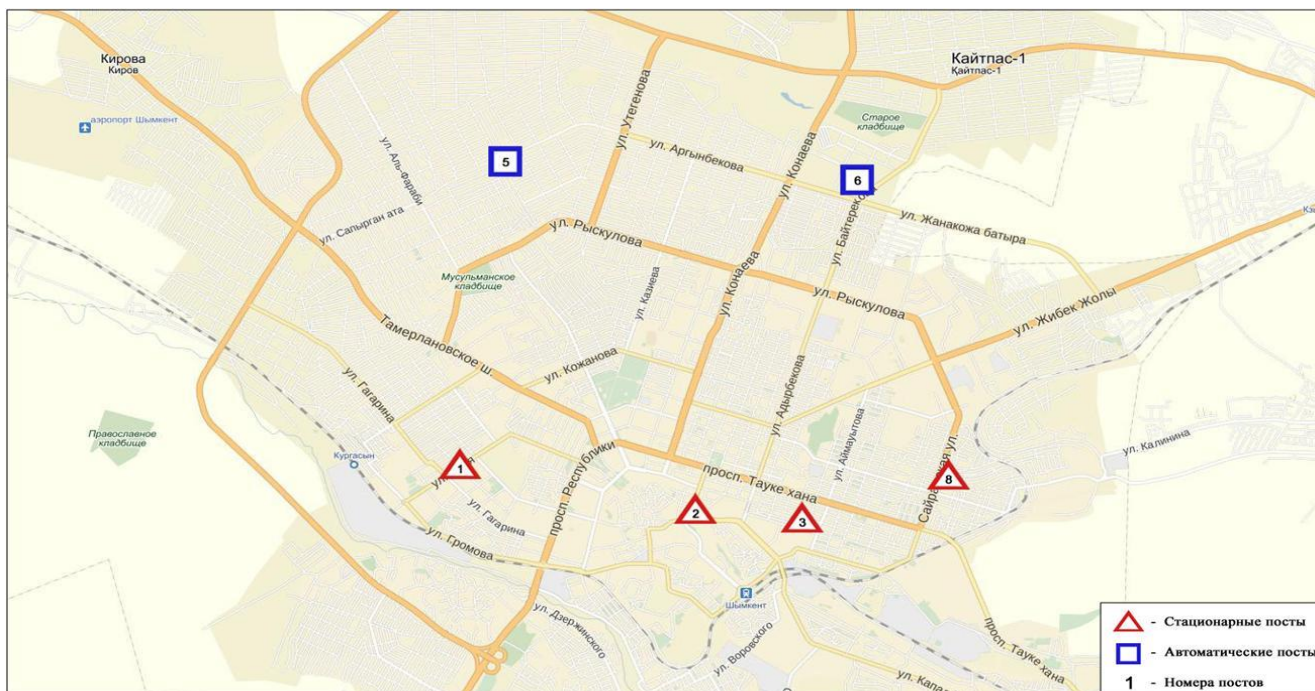 Кирова
Киров
Кайтпас-1
Қайтпас-1
аэропорт Шымкент
ул. Аль-Фараби
ул. Утегенова
Старое
кладбище
ул. Аргынбекова
ул. Конаева
5
6
ул. Сапырган ата
ул. Байтерекова
ул. Жанакожа батыра
ул. Рыскулова
Мусульманское
кладбище
ул. Казиева
ул. Конаева
ул. Рыскулова
ул. Жибек Жолы
Тамерлановское ш.
ул. Кожанова
ул. Гагарина
ул. Адырбекова
ул. Аймауытова
Православное
кладбище
Кургасын
1
просп. Республики
просп. Тауке хана
8
ул. Калинина
ул. Гагарина
2
3
ул. Громова
Шымкент
ул. Дзержинского
ул. Воровского
просп. Тауке хана
- Стационарные посты
- Автоматические посты
1 - Номера постов